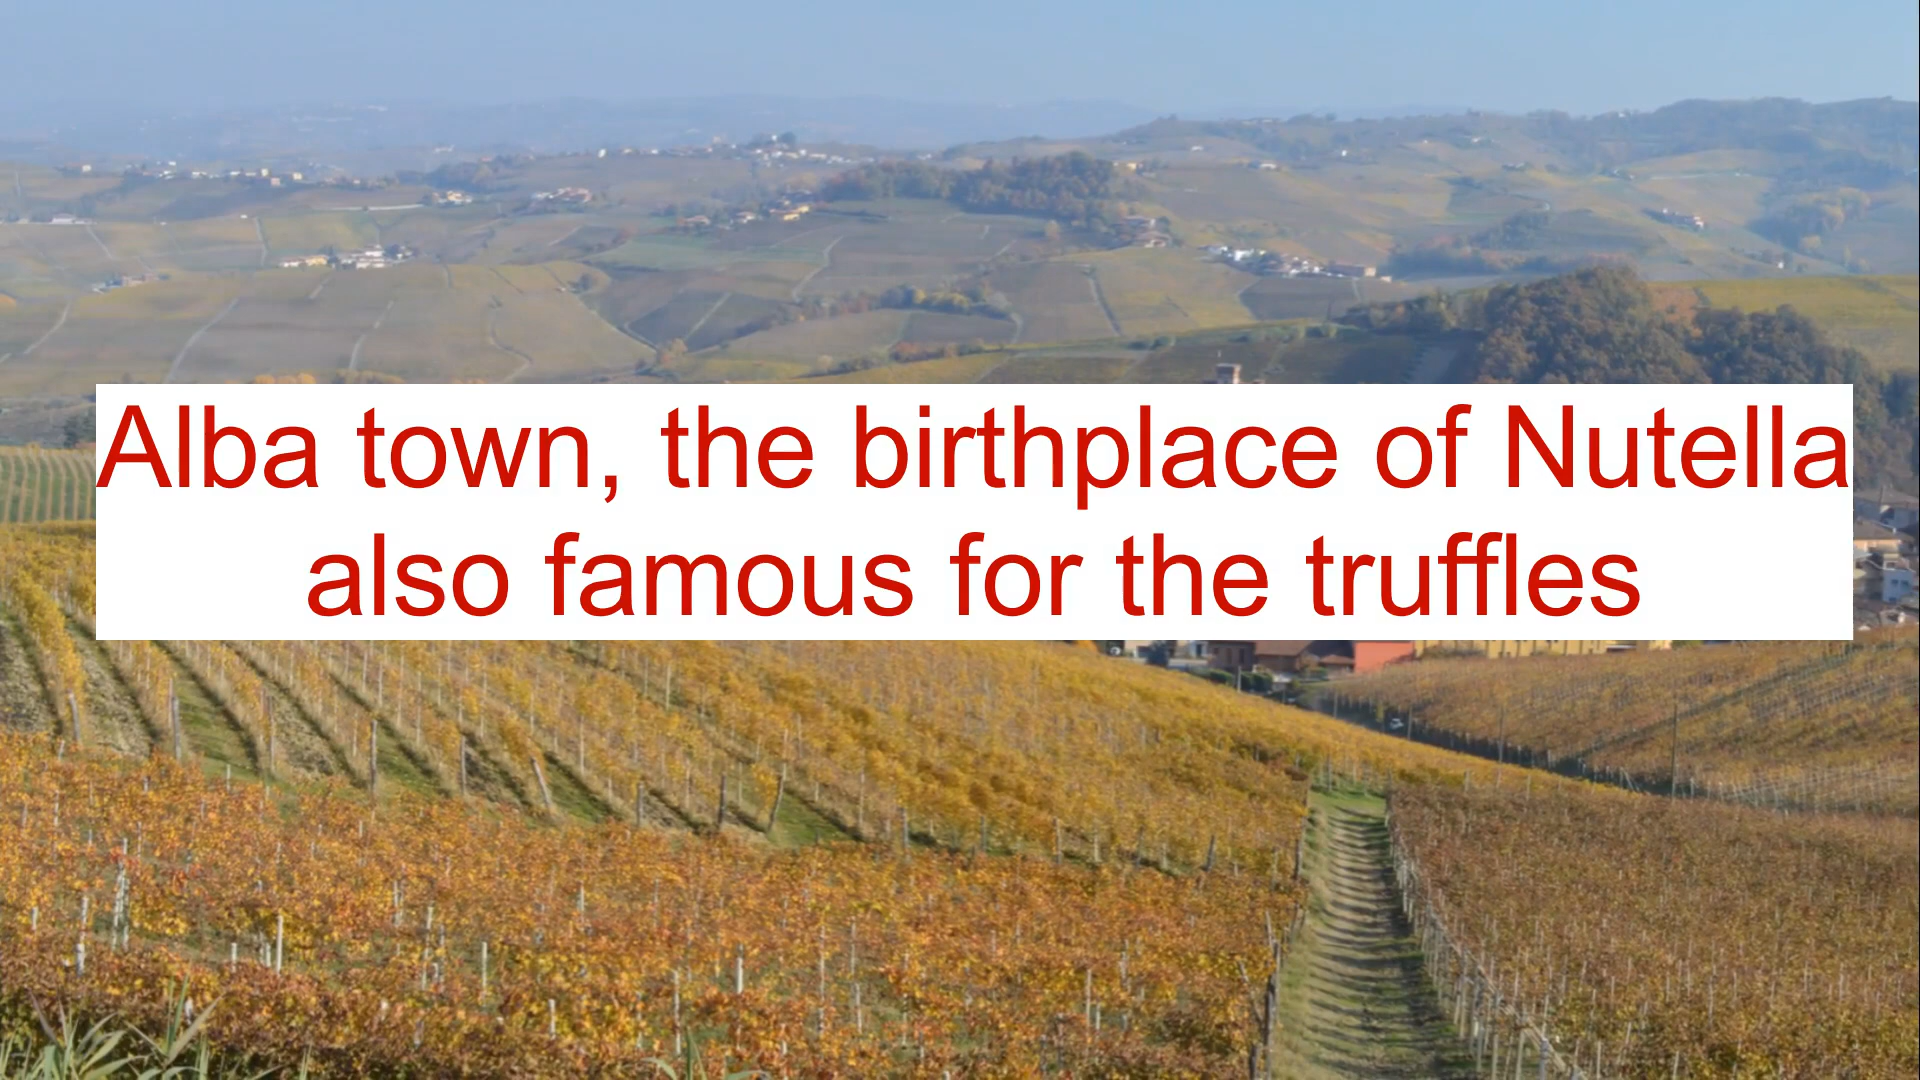 Alba town, the birthplace of Nutella
also famous for the truffles